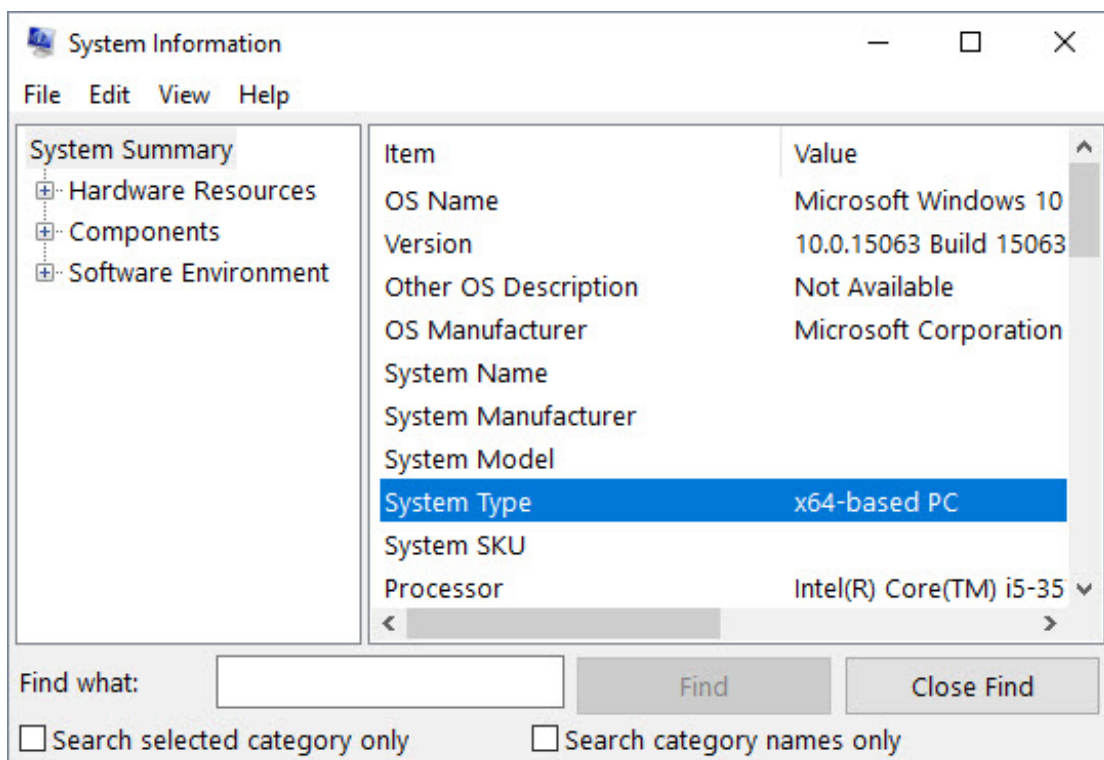 System Information
File Edit View Help
System Summary
Hardware Resources
Components
Software Environment
Item Value
OS Name Microsoft Windows 10
Version 10.0.15063 Build 15063
Other OS Description Not Available
OS Manufacturer Microsoft Corporation
System Name
System Manufacturer
System Model
System Type x64-based PC
System SKU
Processor Intel(R) Core(TM) i5-35
Find what: Find Close Find
Search selected category only Search category names only